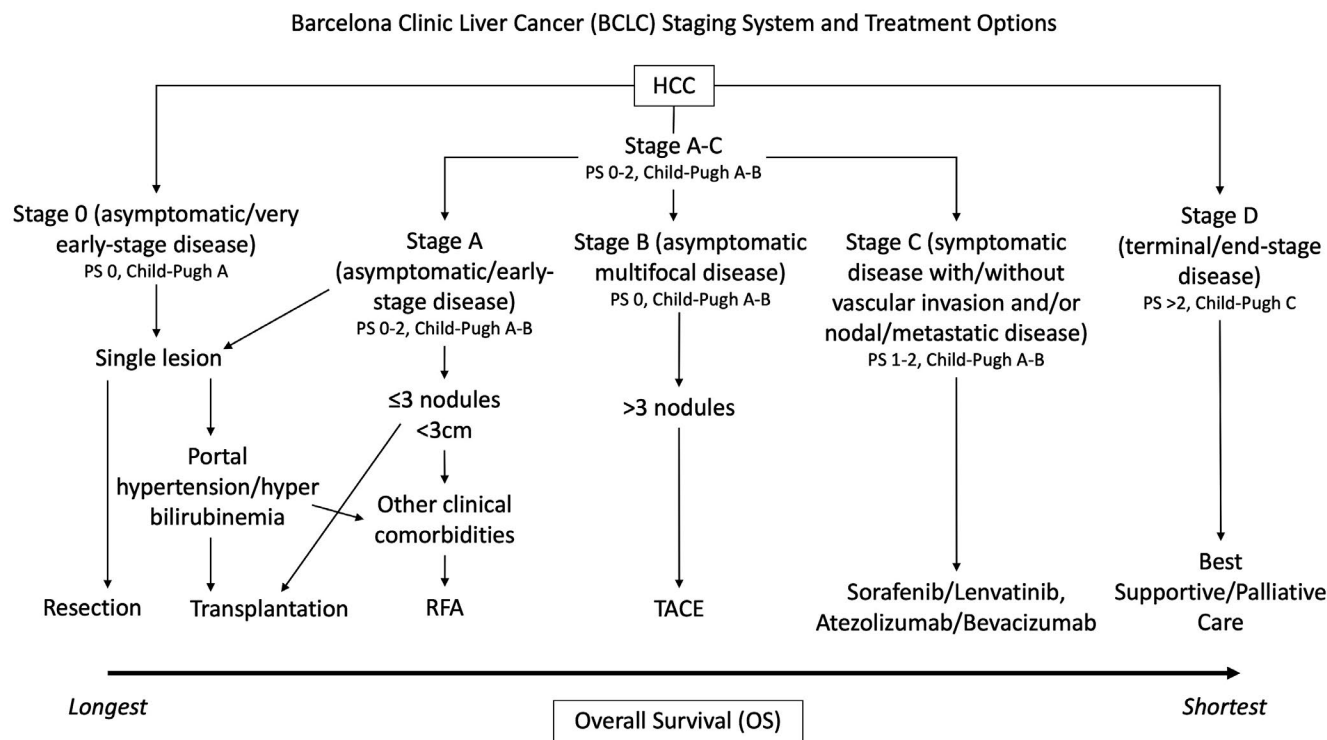 Barcelona Clinic Liver Cancer (BCLC) Staging System and Treatment Options
HCC
Stage A-C
PS 0-2, Child-Pugh A-B
Stage 0 (asymptomatic/very
early-stage disease)
PS 0, Child-Pugh A
Stage A
(asymptomatic/early-
stage disease)
PS 0-2, Child-Pugh A-B
Stage B (asymptomatic
multifocal disease)
PS 0, Child-Pugh A-B
Stage C (symptomatic
disease with/without
vascular invasion and/or
nodal/metastatic disease)
PS 1-2, Child-Pugh A-B
Stage D
(terminal/end-stage
disease)
PS >2, Child-Pugh C
Single lesion
≤3 nodules
<3cm
>3 nodules
Portal
hypertension/hyper
bilirubinemia
Other clinical
comorbidities
Resection
Transplantation
RFA
TACE
Sorafenib/Lenvatinib,
Atezolizumab/Bevacizumab
Best
Supportive/Palliative
Care
Longest
Shortest
Overall Survival (OS)